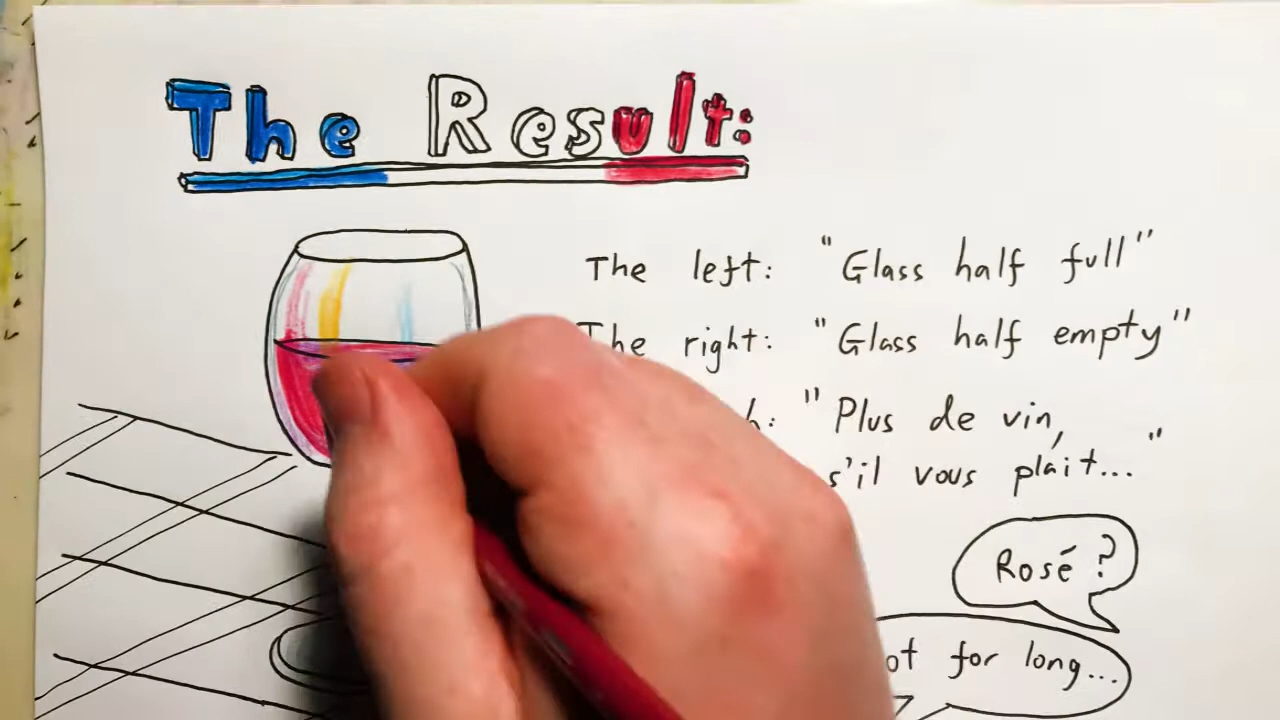 The Result:
The left: "Glass half full"
The right: "Glass half empty"
"Plus de vin,
s'il vous plaît..."
Rosé?
for long...